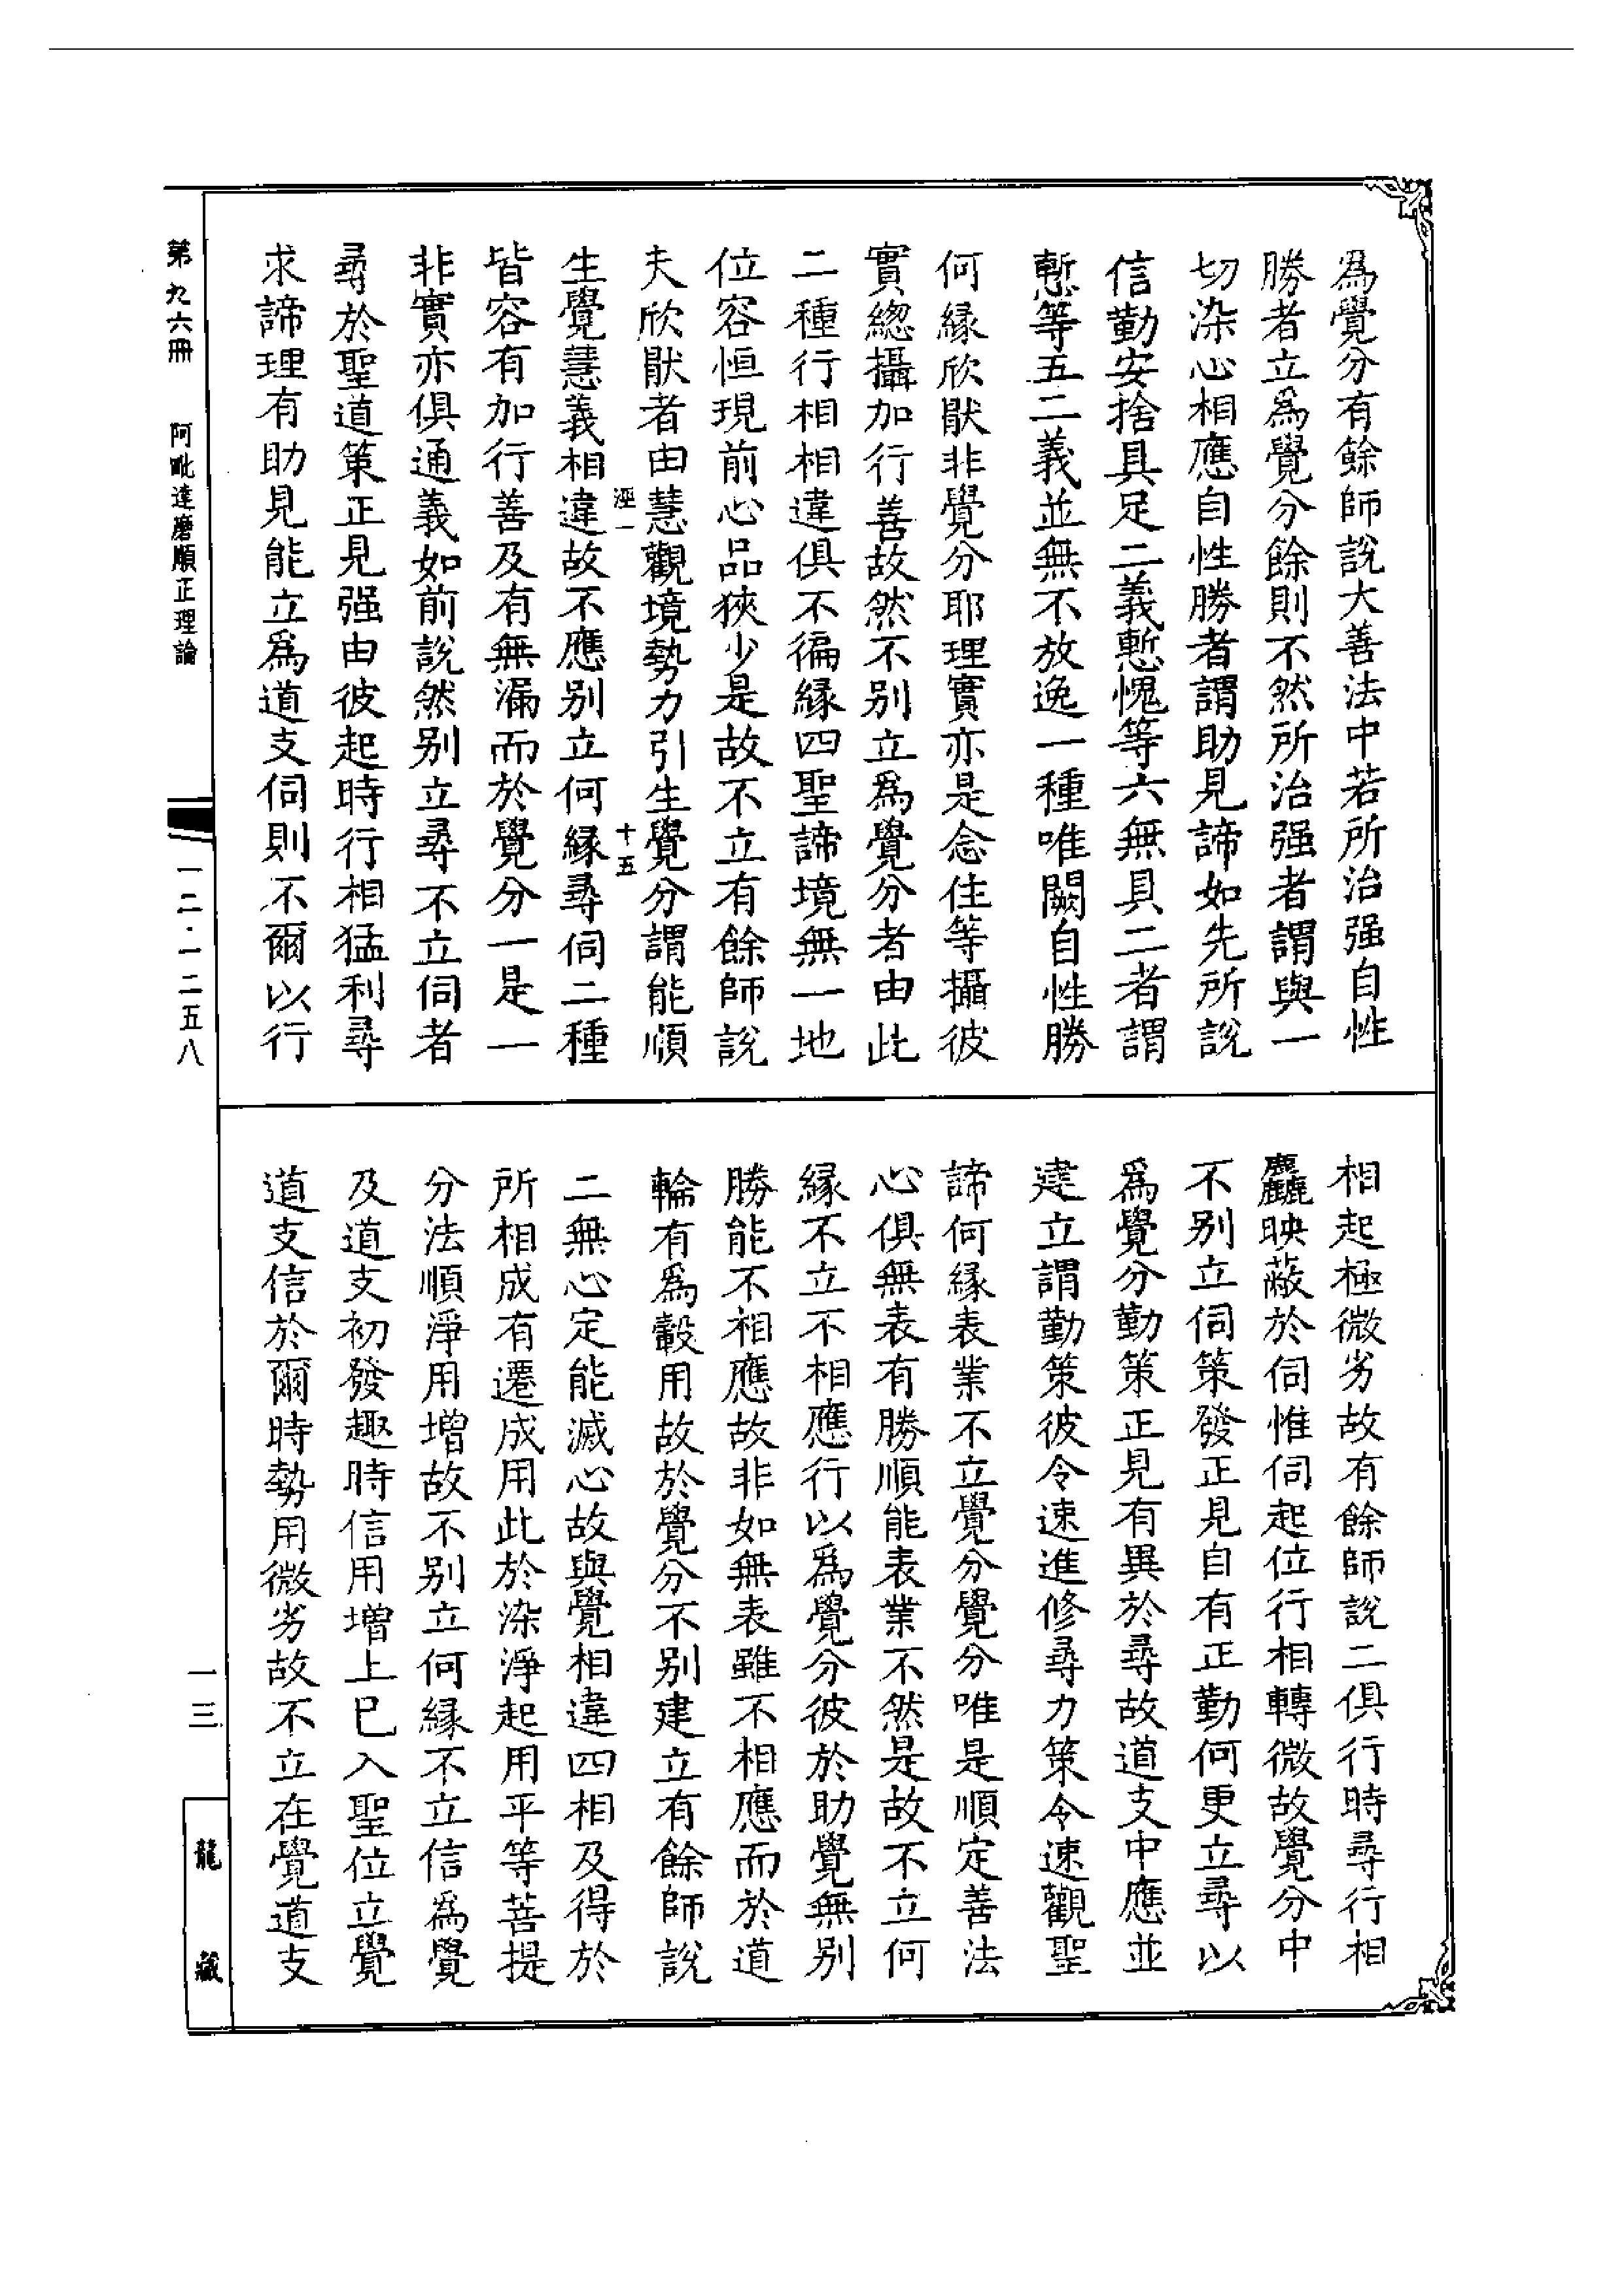 爲覺分有餘師說大善法中若所治强自性
勝者立爲覺分餘則不然所治强者謂與一
切染心相應自性勝者謂助見諦如先所說
信勤安捨具足二義慙愧等六無具二者謂
慙等五二義並無不放逸一種唯闕自性勝
何緣欣猒非覺分耶理實亦是念住等攝彼
實緫攝加行善故然不别立爲覺分者由此
二種行相相違俱不徧緣四聖諦境無一地
位容恒現前心品狹少是故不立有餘師說
夫欣猒者由慧觀境勢力引生覺分謂能順
生覺慧義相違故不應别立何緣尋伺二種
皆容有加行善及有無漏而於覺分一是一
非實亦俱通義如前說然别立尋不立伺者
尋於聖道策正見强由彼起時行相猛利尋
求諦理有助見能立爲道支伺則不爾以行
相起極微劣故有餘師說二俱行時尋行相
麤映蔽於伺惟伺起位行相轉微故覺分中
不别立伺策發正見自有正勤何更立尋以
爲覺分勤策正見有異於尋故道支中應並
建立謂勤策彼令速進修尋力策令速觀聖
諦何緣表業不立覺分覺分唯是順定善法
心俱無表有勝順能表業不然是故不立何
緣不立不相應行以爲覺分彼於助覺無别
勝能不相應故非如無表雖不相應而於道
輪有爲轂用故於覺分不别建立有餘師說
二無心定能滅心故與覺相違四相及得於
所相成有遷成用此於染淨起用平等菩提
分法順淨用增故不别立何緣不立信爲覺
及道支初發趣時信用增上已入聖位立覺
道支信於爾時勢用微劣故不立在覺道支
涇一
十五
第九六冊
阿毗達磨順正理論
一二·一二五八
一三
龍藏